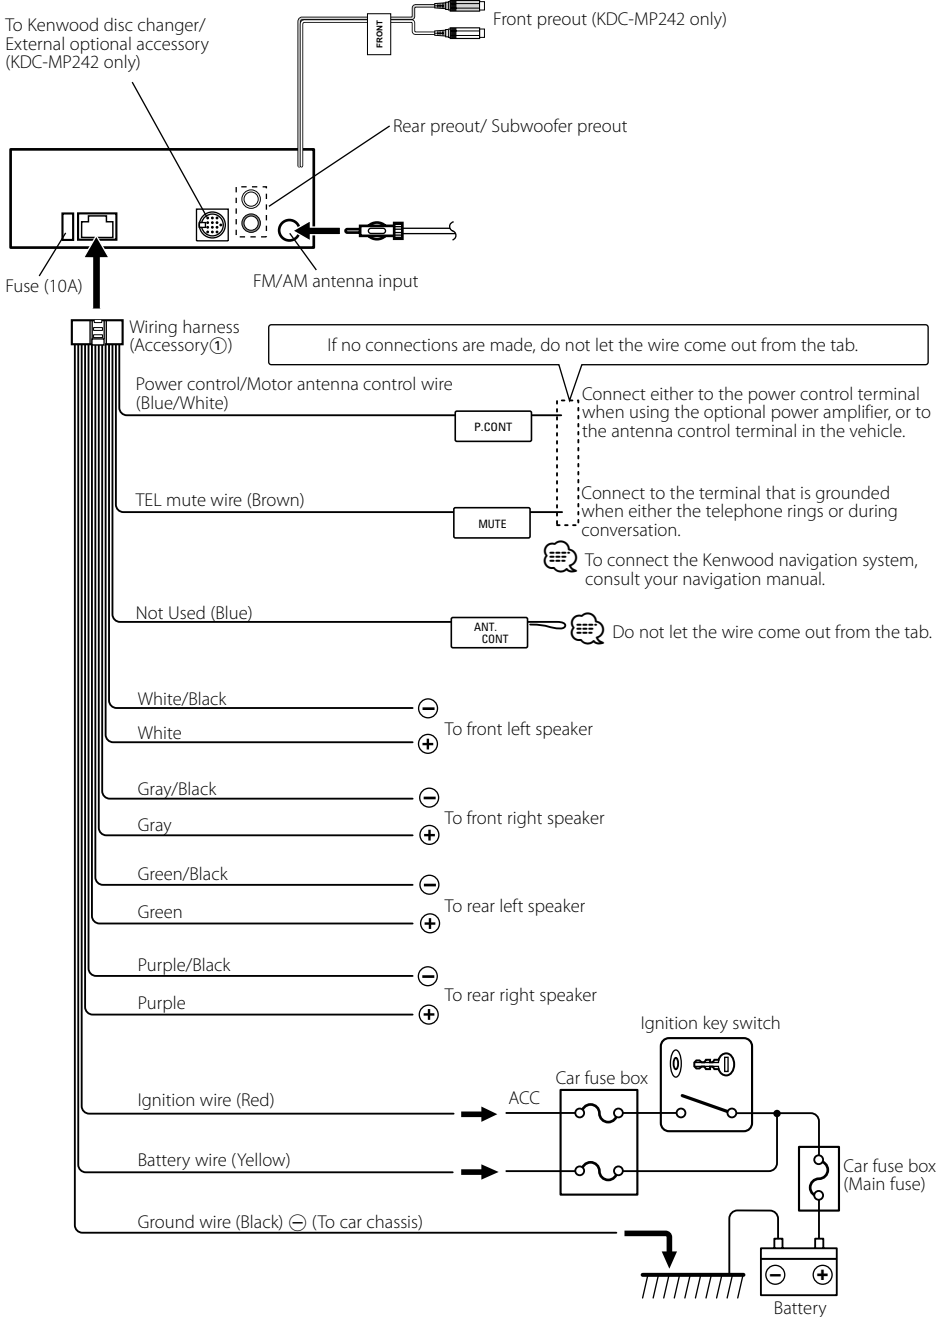 To Kenwood disc changer/
External optional accessory
(KDC-MP242 only)
FRONT
Front preout (KDC-MP242 only)
Rear preout/ Subwoofer preout
Fuse (10A)
FM/AM antenna input
Wiring harness
(Accessory①)
If no connections are made, do not let the wire come out from the tab.
Power control/Motor antenna control wire
(Blue/White)
P.CONT
Connect either to the power control terminal
when using the optional power amplifier, or to
the antenna control terminal in the vehicle.
TEL mute wire (Brown)
MUTE
Connect to the terminal that is grounded
when either the telephone rings or during
conversation.
To connect the Kenwood navigation system,
consult your navigation manual.
Not Used (Blue)
ANT.
CONT
Do not let the wire come out from the tab.
White/Black
⊖
To front left speaker
White
⊕
Gray/Black
⊖
To front right speaker
Gray
⊕
Green/Black
⊖
To rear left speaker
Green
⊕
Purple/Black
⊖
To rear right speaker
Purple
⊕
Ignition key switch
Car fuse box
Ignition wire (Red)
ACC
Battery wire (Yellow)
Car fuse box
(Main fuse)
Ground wire (Black) ⊖ (To car chassis)
⊖ ⊕
Battery